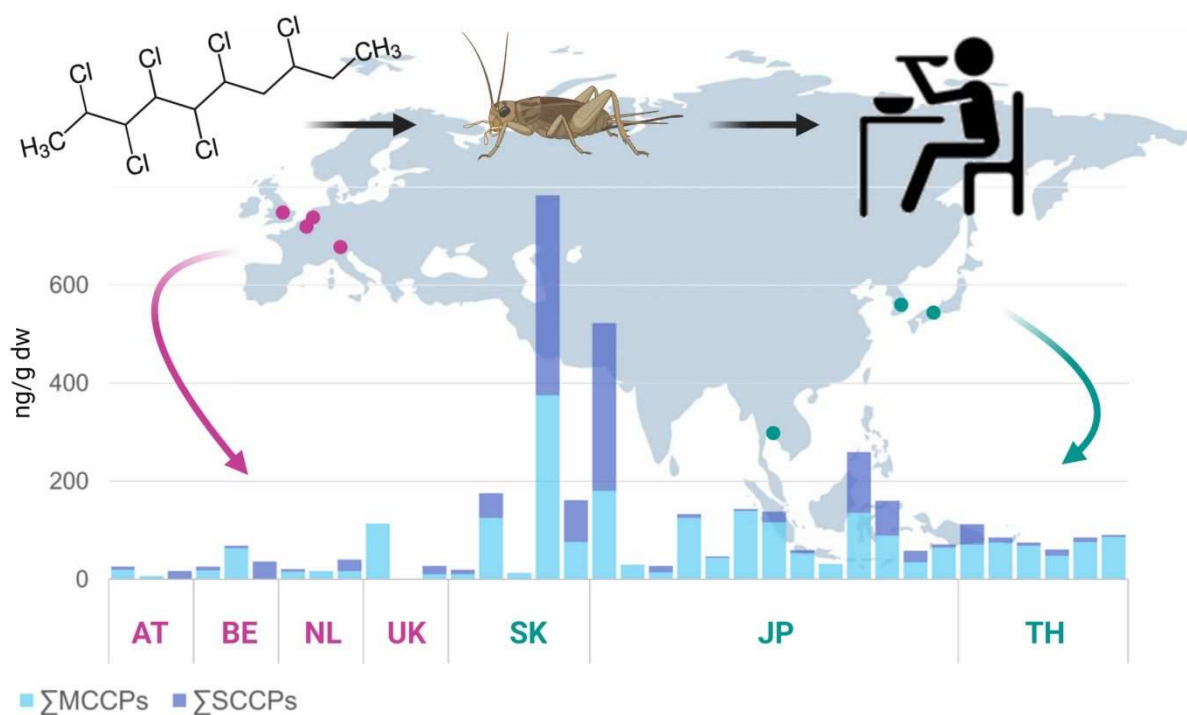 Cl
CH₃
Cl
Cl
Cl
H₃C
Cl
Cl
600
400
200
0
ng/g dw
AT BE NL UK SK JP TH
∑MCCPs ∑SCCPs